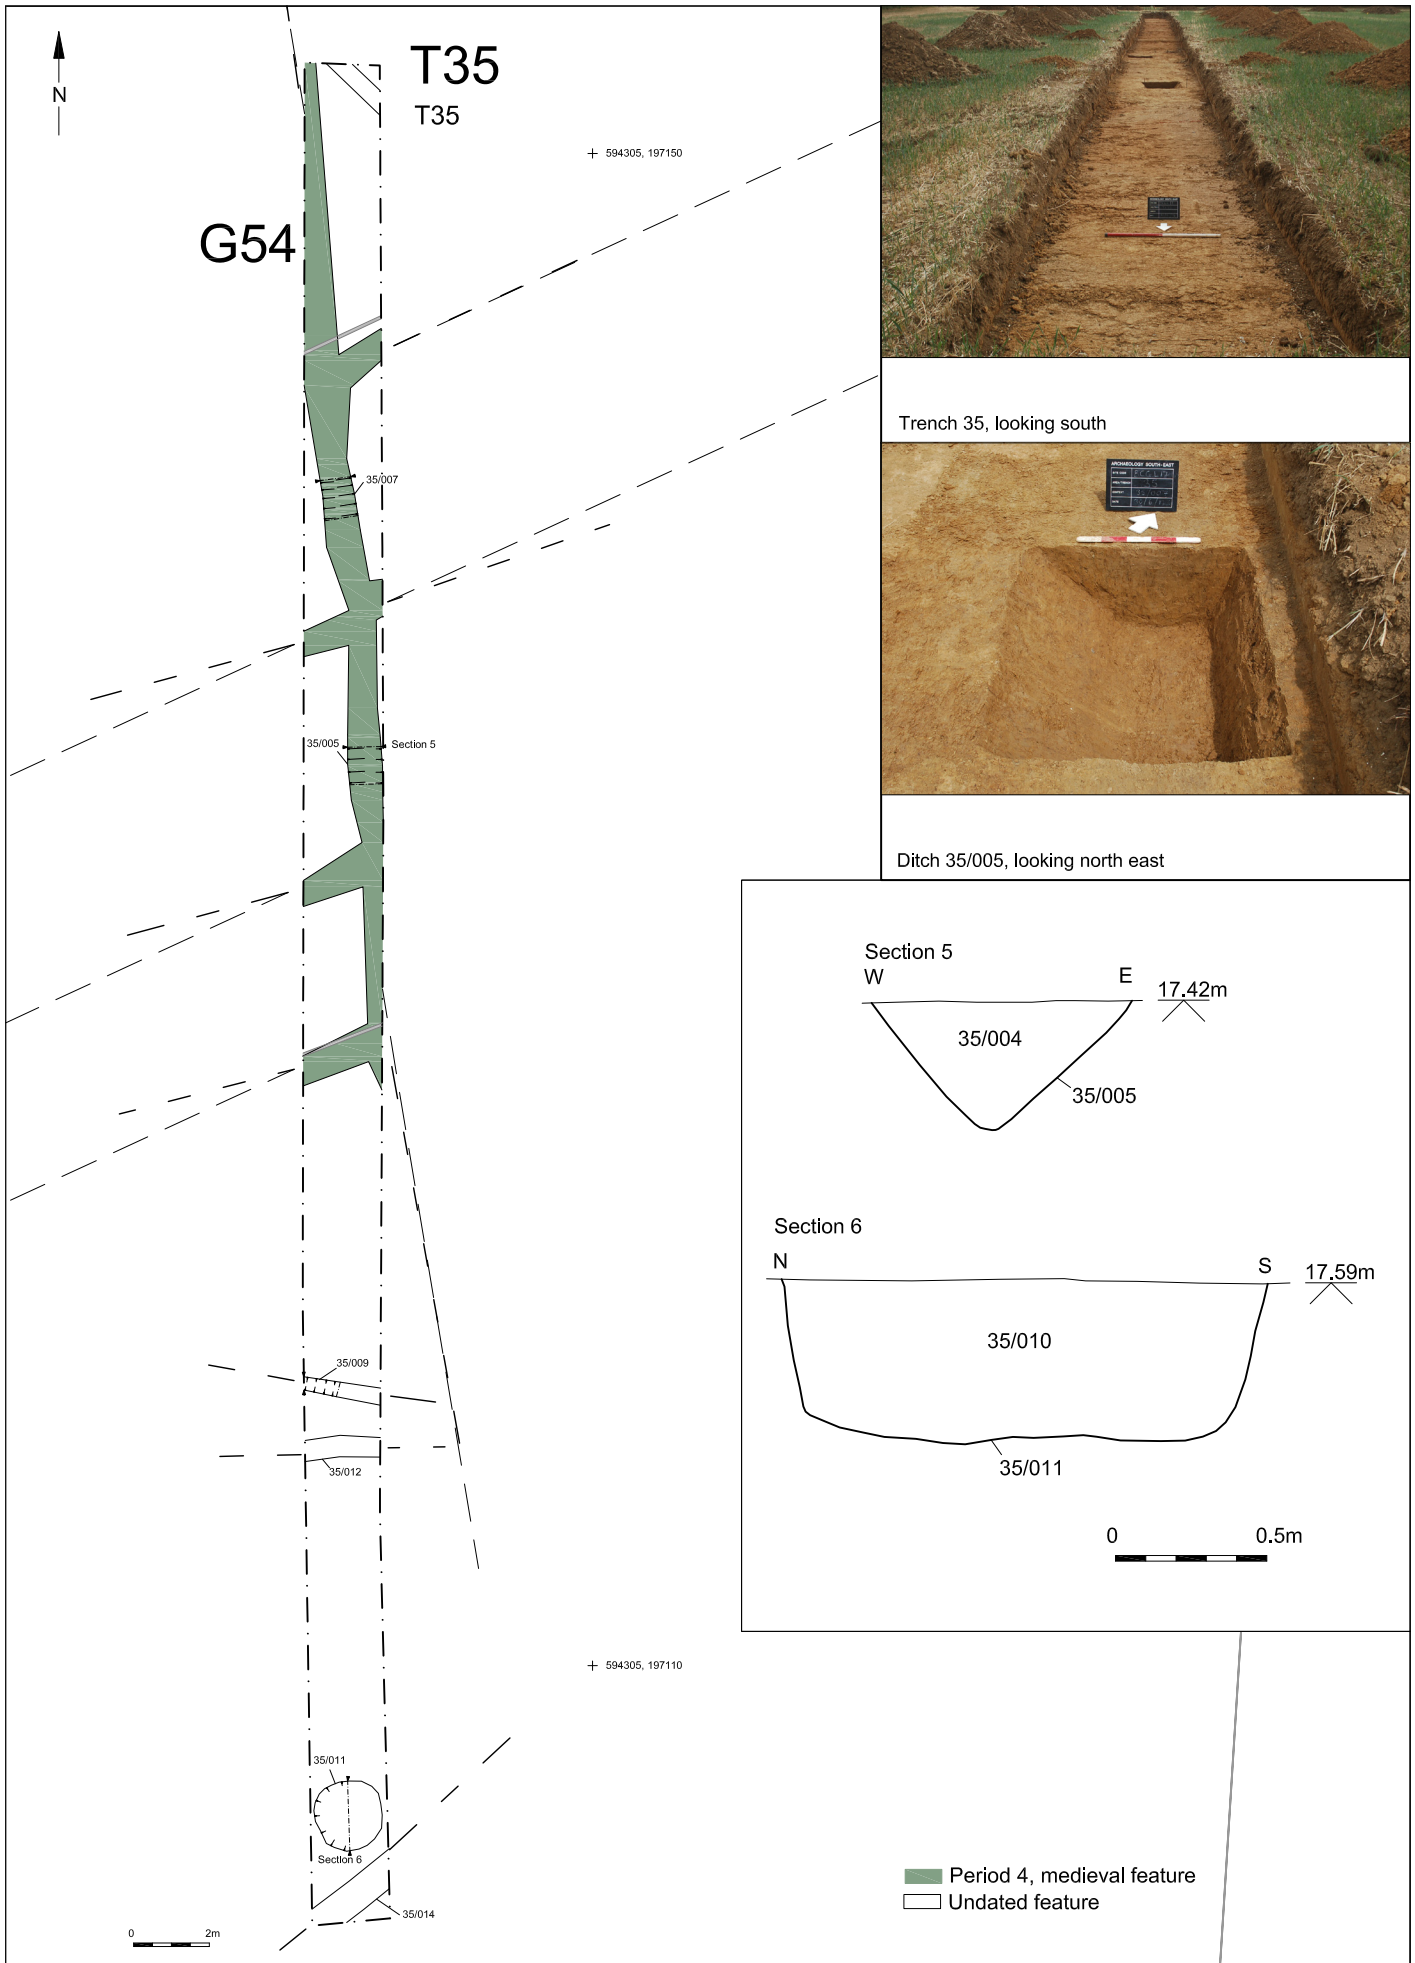 N
T35
T35
594305, 197150
G54
35/007
35/005
Section 5
35/009
35/012
594305, 197110
35/011
Section 6
35/014
0 2m
Trench 35, looking south
ARCHAEOLOGY SOUTH-EAST
Ditch 35/005, looking north east
Section 5
W E
17.42m
35/004
35/005
Section 6
N S
17.59m
35/010
35/011
0 0.5m
Period 4, medieval feature
Undated feature